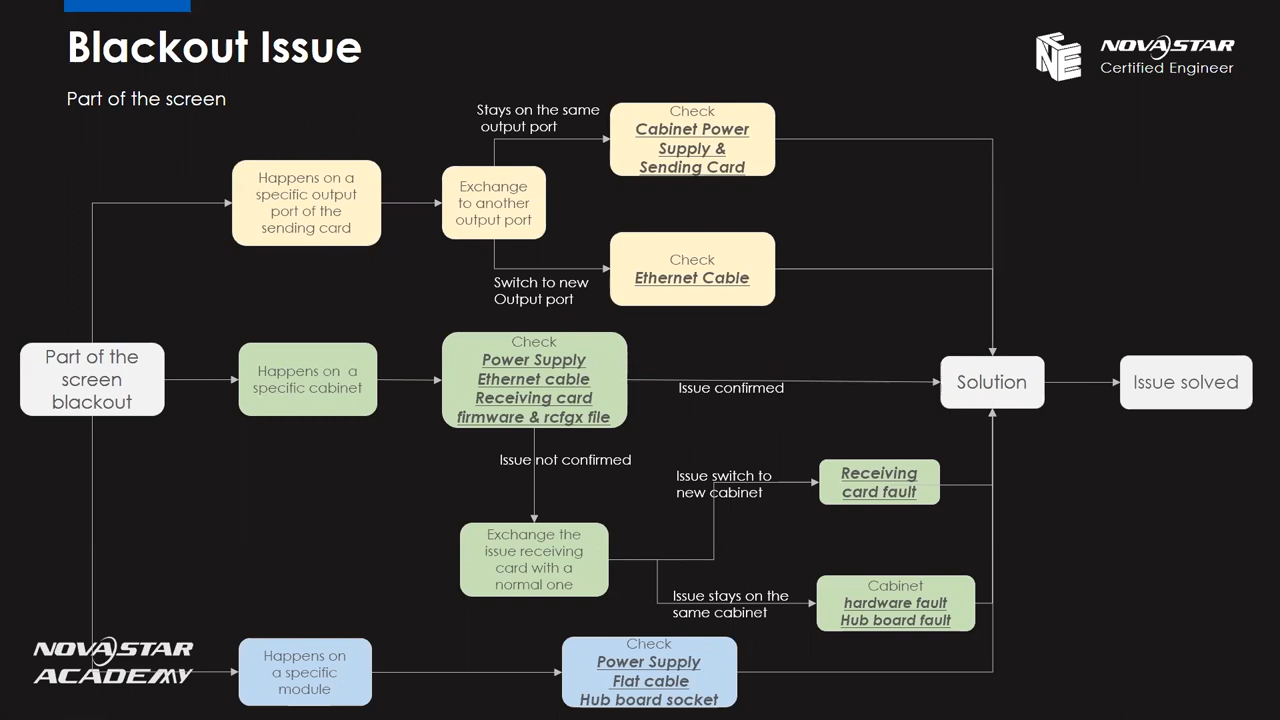 Blackout Issue
Part of the screen
NOVASTAR
Certified Engineer
Stays on the same
output port
Check
Cabinet Power
Supply &
Sending Card
Happens on a
specific output
port of the
sending card
Exchange
to another
output port
Check
Ethernet Cable
Switch to new
Output port
Part of the
screen
blackout
Happens on a
specific cabinet
Check
Power Supply
Ethernet cable
Receiving card
firmware & rcfgx file
Issue confirmed
Solution
Issue solved
Issue not confirmed
Issue switch to
new cabinet
Receiving
card fault
Exchange the
issue receiving
card with a
normal one
Issue stays on the
same cabinet
Cabinet
hardware fault
Hub board fault
NOVASTAR
ACADEMY
Happens on
a specific
module
Check
Power Supply
Flat cable
Hub board socket